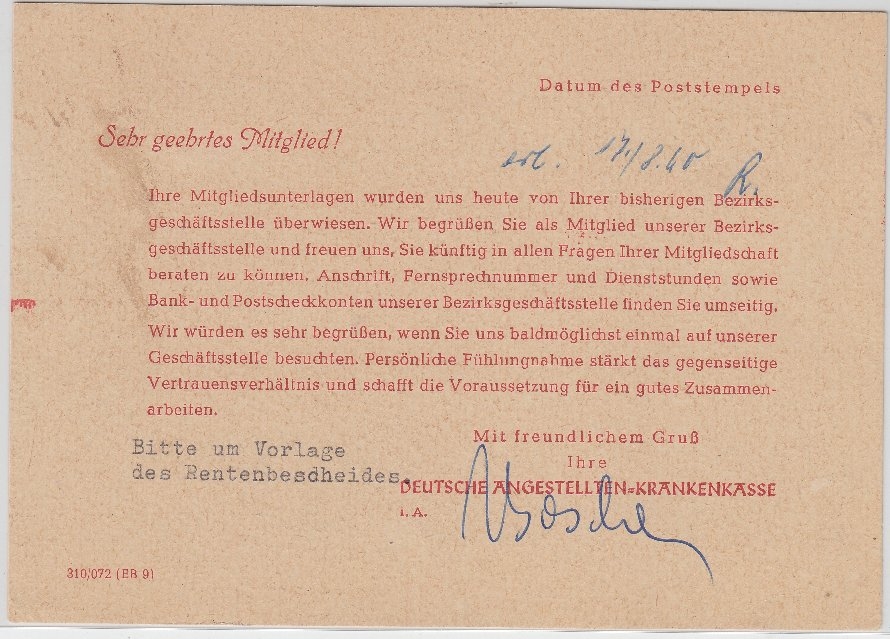 Datum des Poststempels
Sehr geehrtes Mitglied!
erl. 17./8.60
R.
Ihre Mitgliedsunterlagen wurden uns heute von Ihrer bisherigen Bezirks-
geschäftsstelle überwiesen. Wir begrüßen Sie als Mitglied unserer Bezirks-
geschäftsstelle und freuen uns, Sie künftig in allen Fragen Ihrer Mitgliedschaft
beraten zu können. Anschrift, Fernsprechnummer und Dienststunden sowie
Bank- und Postscheckkonten unserer Bezirksgeschäftsstelle finden Sie umseitig.
Wir würden es sehr begrüßen, wenn Sie uns baldmöglichst einmal auf unserer
Geschäftsstelle besuchten. Persönliche Fühlungnahme stärkt das gegenseitige
Vertrauensverhältnis und schafft die Voraussetzung für ein gutes Zusammen-
arbeiten.
Mit freundlichem Gruß
Ihre
Bitte um Vorlage
des Rentenbesdheides.
DEUTSCHE ANGESTELLTEN-KRANKENKASSE
i. A.
310/072 (EB 9)